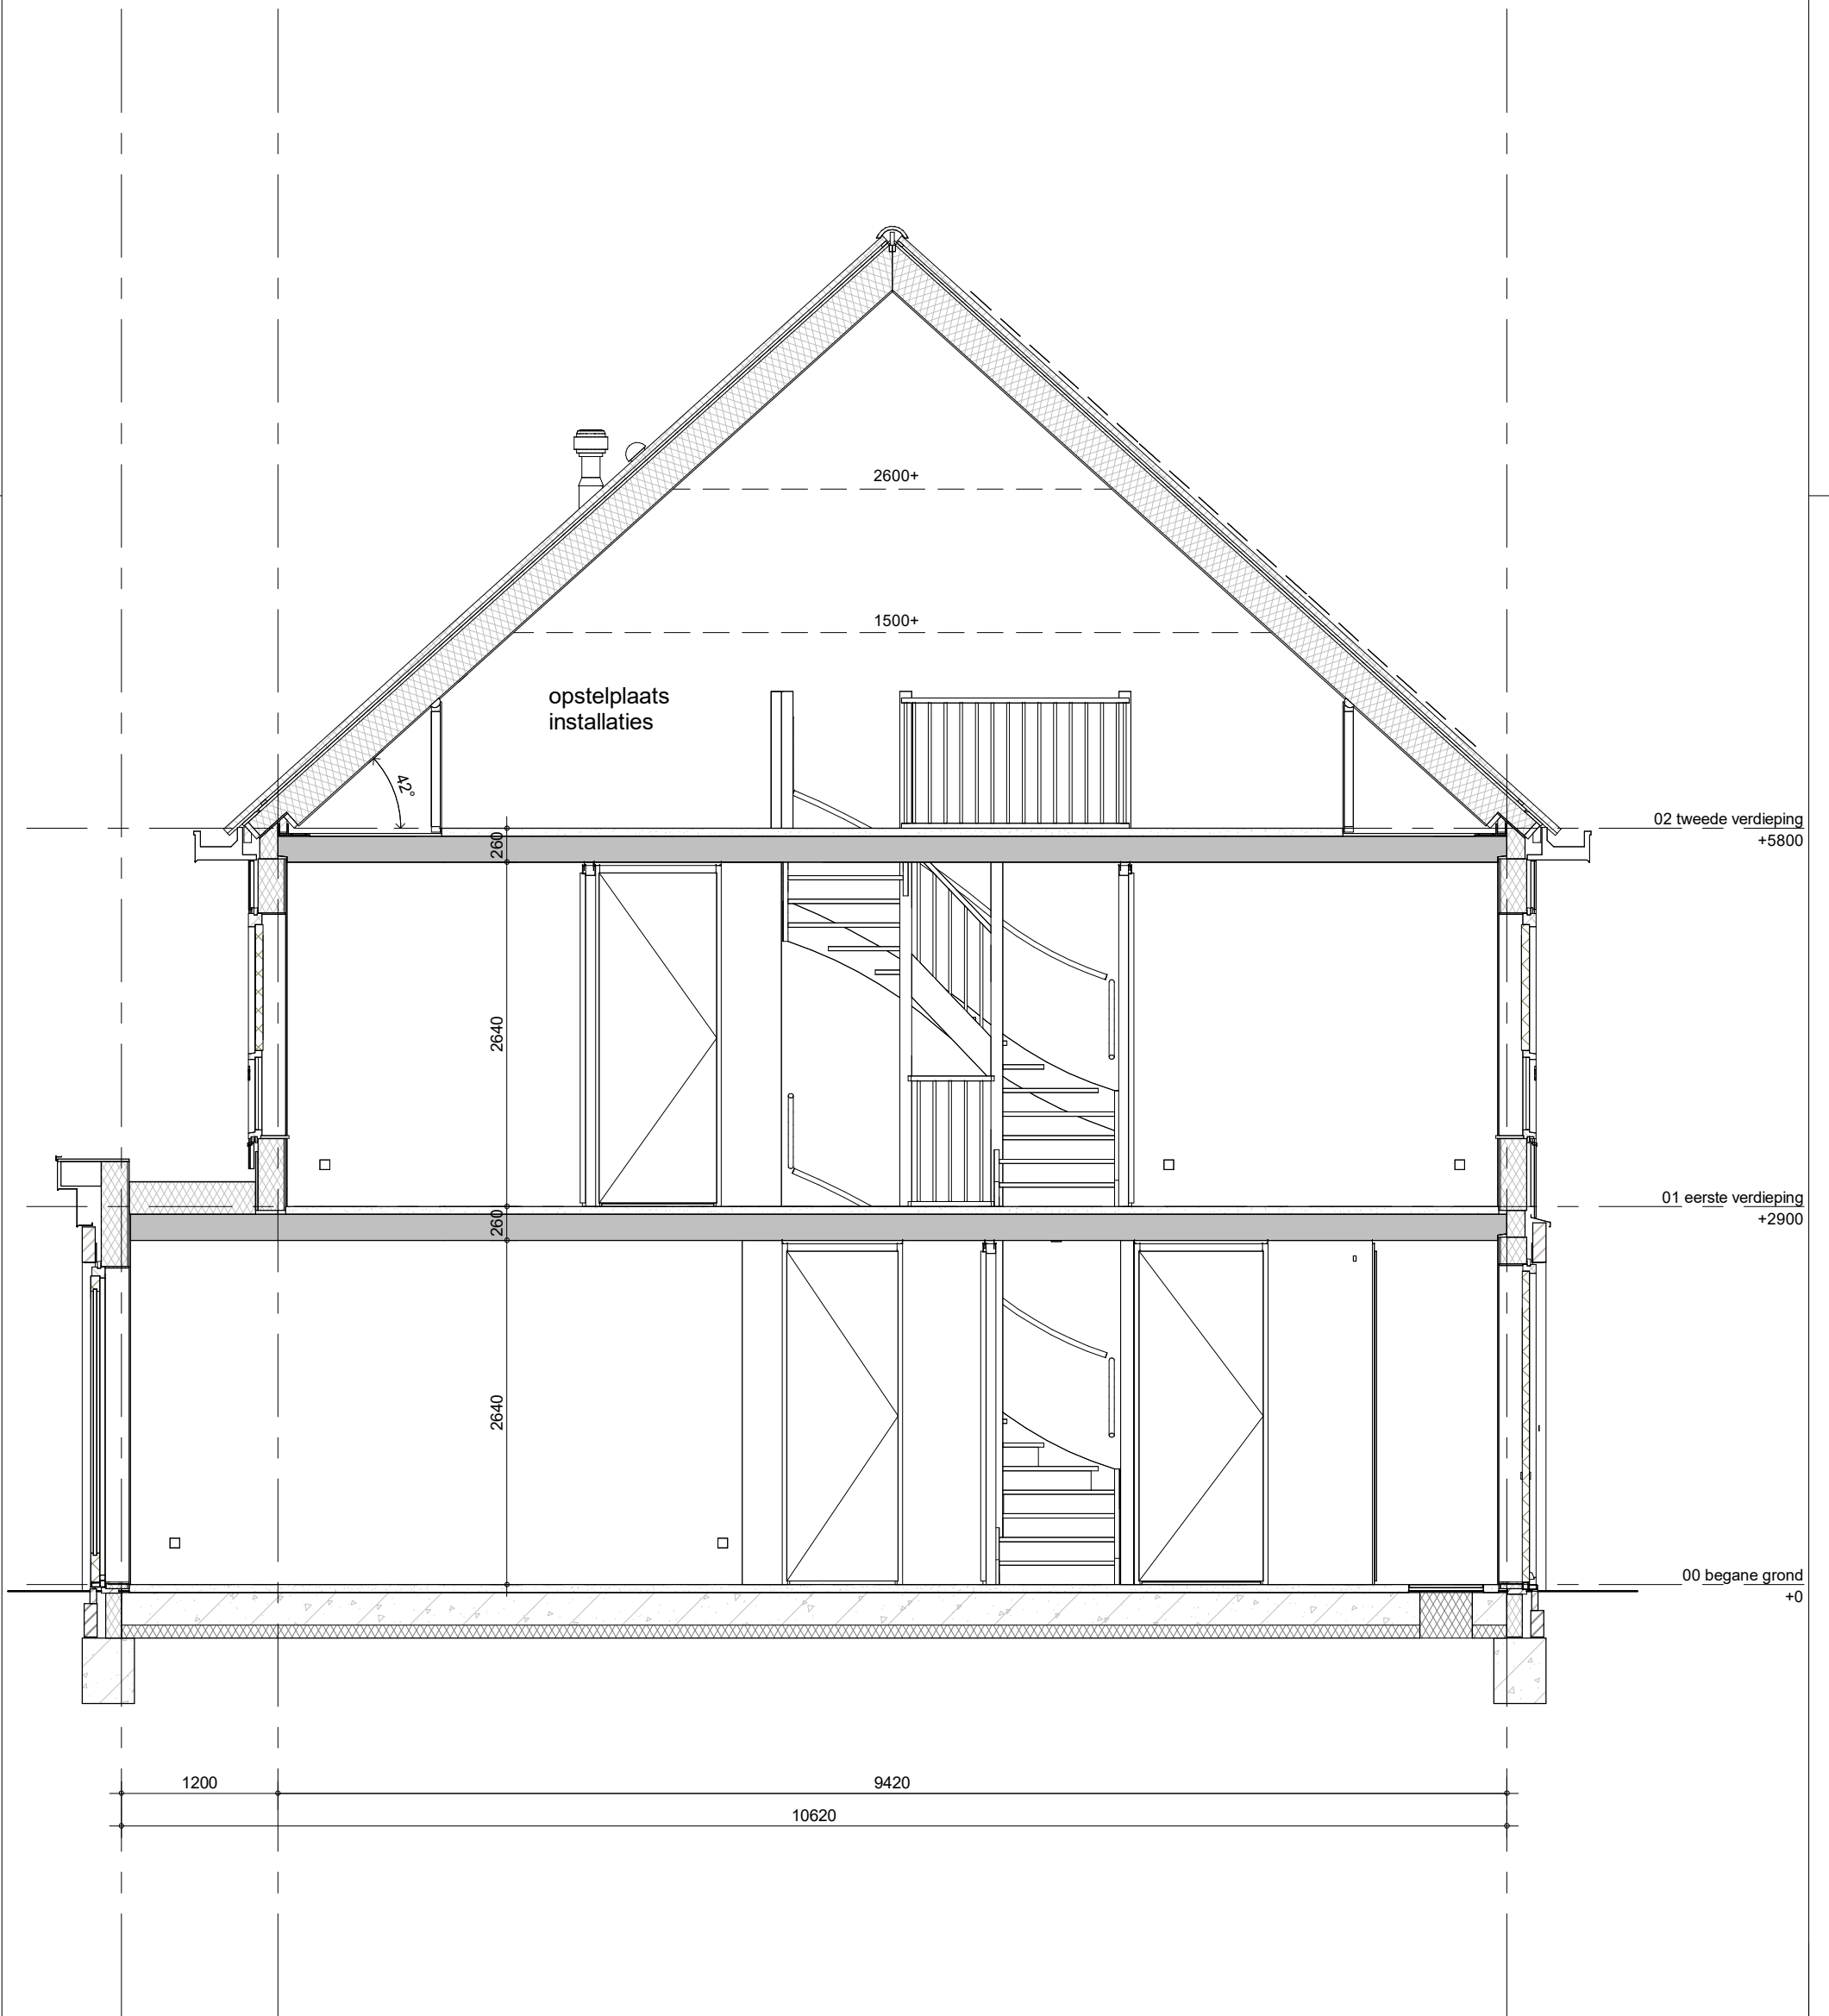 2600+
1500+
opstelplaats
installaties
42°
02 tweede verdieping
+5800
260
2640
01 eerste verdieping
+2900
260
2640
00 begane grond
+0
1200
9420
10620